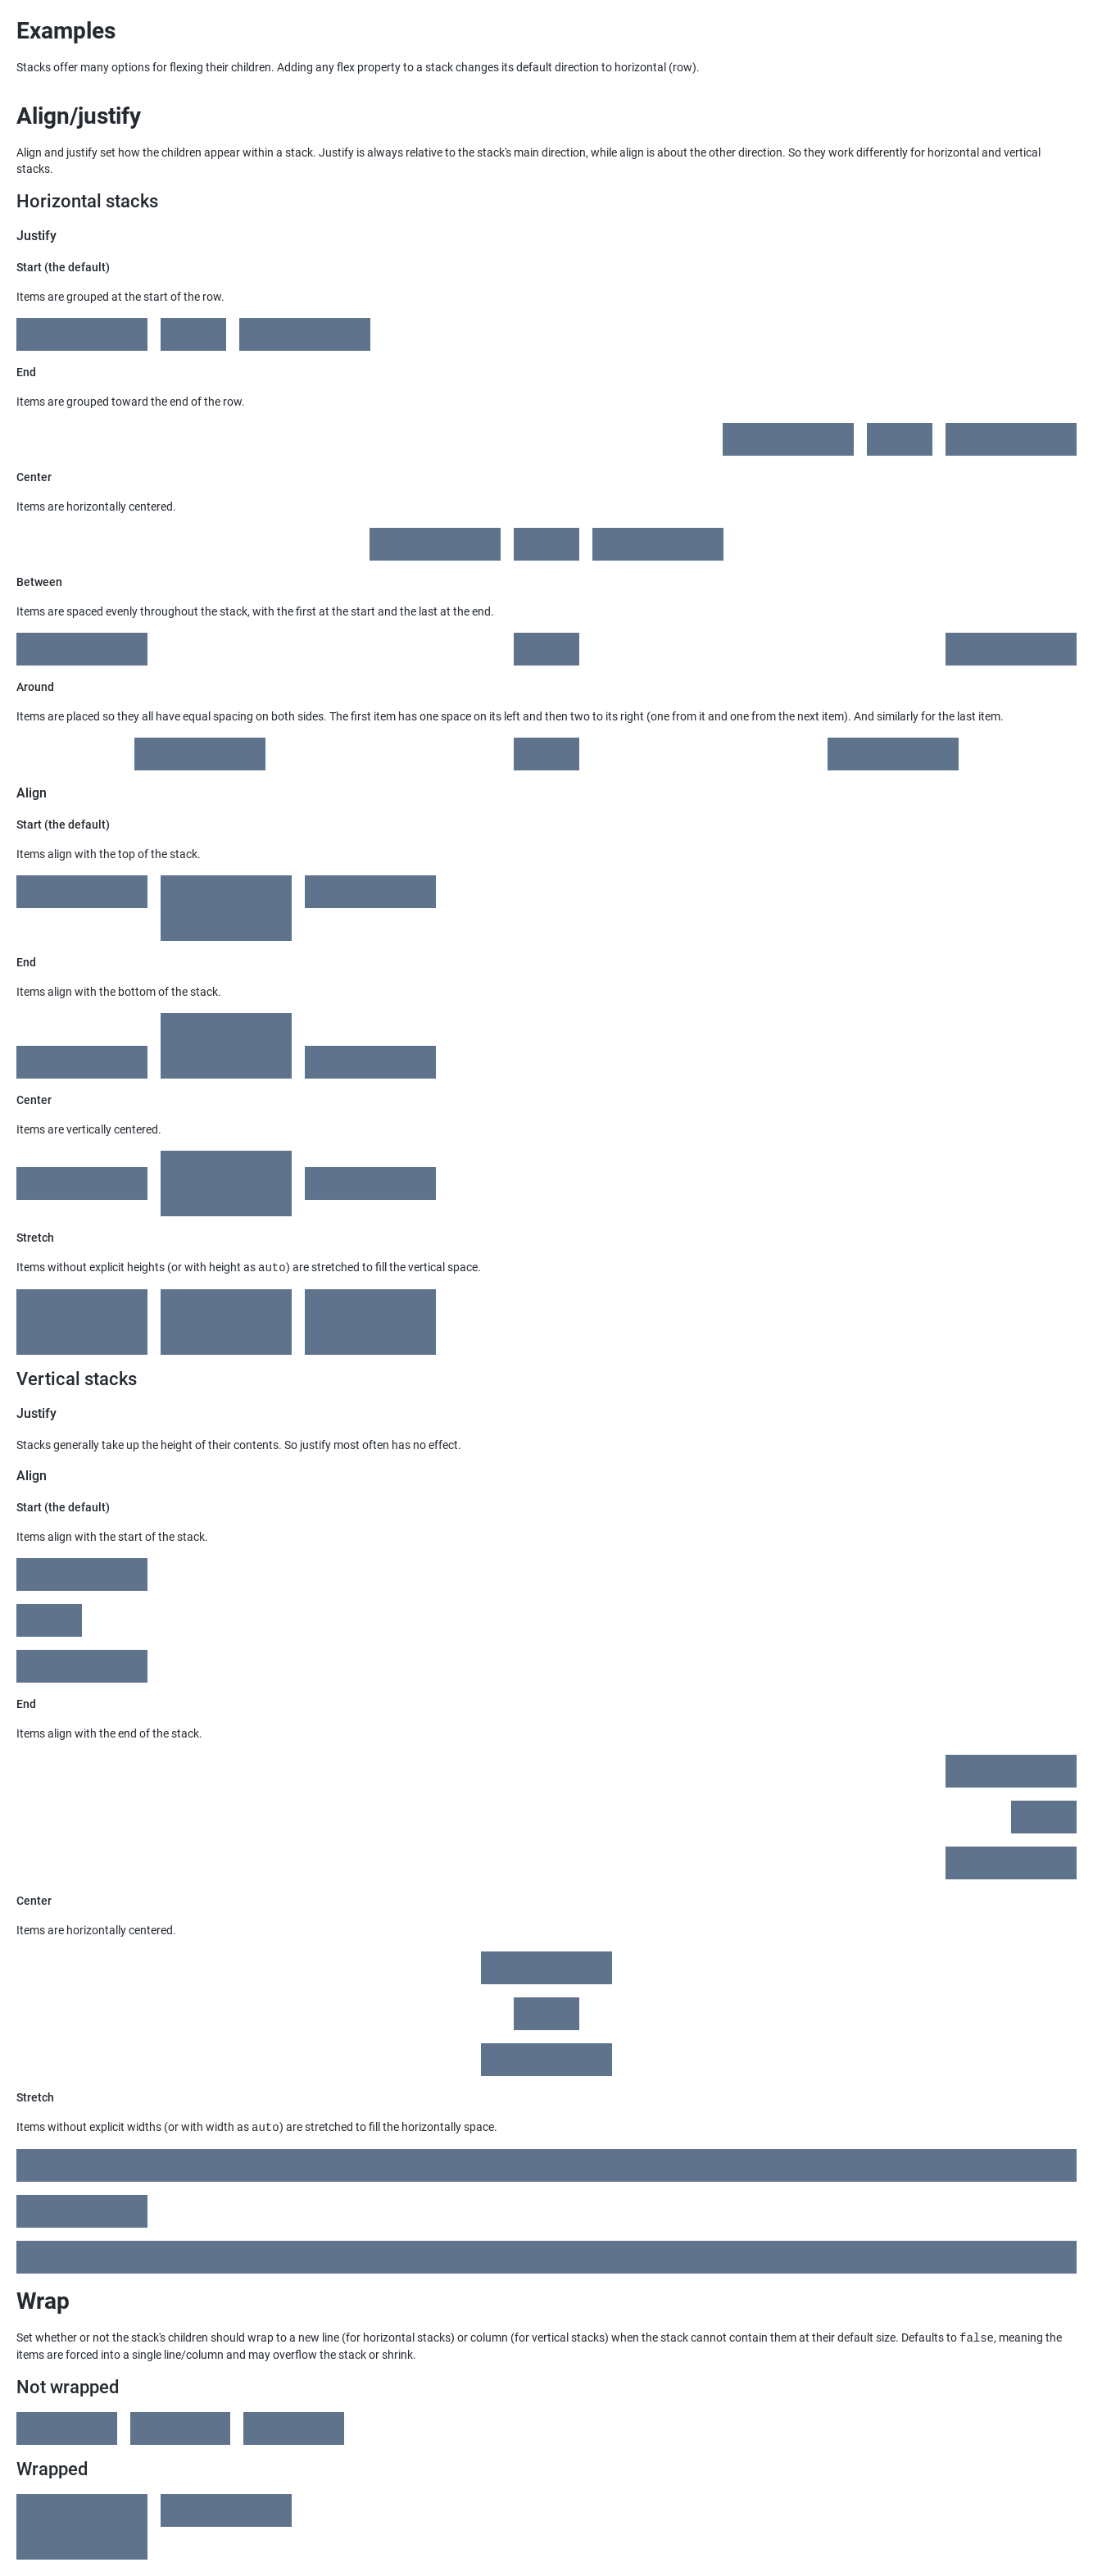 Examples
Stacks offer many options for flexing their children. Adding any flex property to a stack changes its default direction to horizontal (row).
Align/justify
Align and justify set how the children appear within a stack. Justify is always relative to the stack's main direction, while align is about the other direction. So they work differently for horizontal and vertical
stacks.
Horizontal stacks
Justify
Start (the default)
Items are grouped at the start of the row.
End
Items are grouped toward the end of the row.
Center
Items are horizontally centered.
Between
Items are spaced evenly throughout the stack, with the first at the start and the last at the end.
Around
Items are placed so they all have equal spacing on both sides. The first item has one space on its left and then two to its right (one from it and one from the next item). And similarly for the last item.
Align
Start (the default)
Items align with the top of the stack.
End
Items align with the bottom of the stack.
Center
Items are vertically centered.
Stretch
Items without explicit heights (or with height as auto) are stretched to fill the vertical space.
Vertical stacks
Justify
Stacks generally take up the height of their contents. So justify most often has no effect.
Align
Start (the default)
Items align with the start of the stack.
End
Items align with the end of the stack.
Center
Items are horizontally centered.
Stretch
Items without explicit widths (or with width as auto) are stretched to fill the horizontally space.
Wrap
Set whether or not the stack's children should wrap to a new line (for horizontal stacks) or column (for vertical stacks) when the stack cannot contain them at their default size. Defaults to false, meaning the
items are forced into a single line/column and may overflow the stack or shrink.
Not wrapped
Wrapped